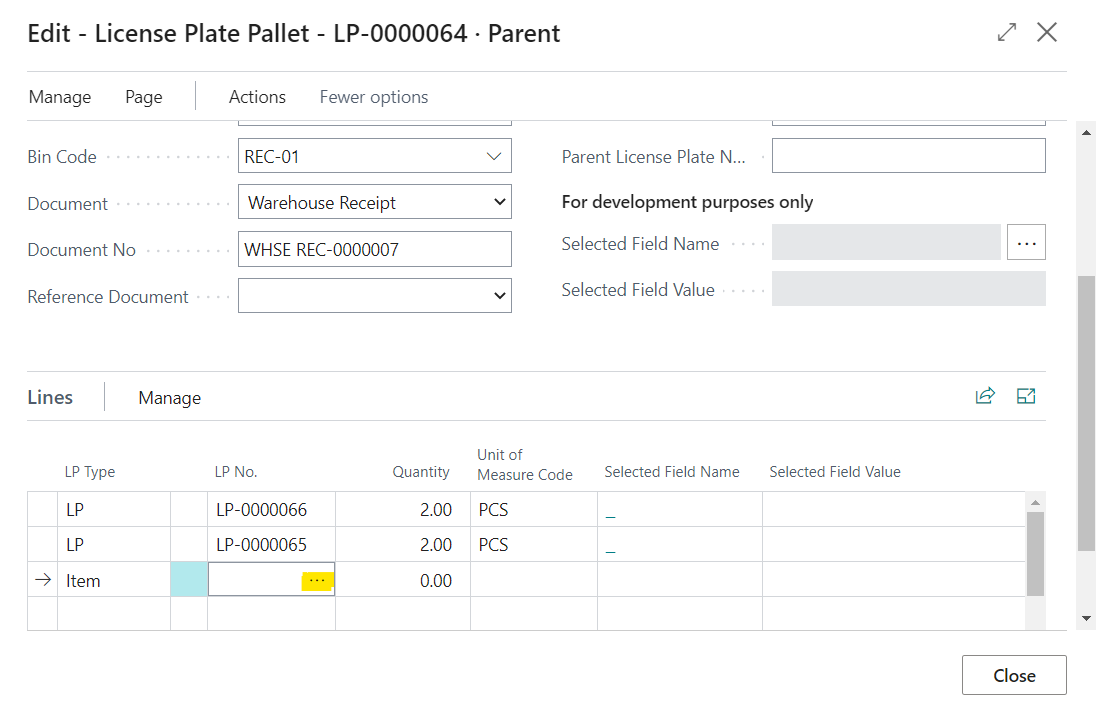 Edit - License Plate Pallet - LP-0000064 · Parent
Manage Page Actions Fewer options
Bin Code REC-01 Parent License Plate N...
Document Warehouse Receipt For development purposes only
Document No WHSE REC-0000007 Selected Field Name ...
Reference Document Selected Field Value
Lines Manage
LP Type LP No. Quantity Unit of Measure Code Selected Field Name Selected Field Value
LP LP-0000066 2.00 PCS _
LP LP-0000065 2.00 PCS _
Item ... 0.00
Close